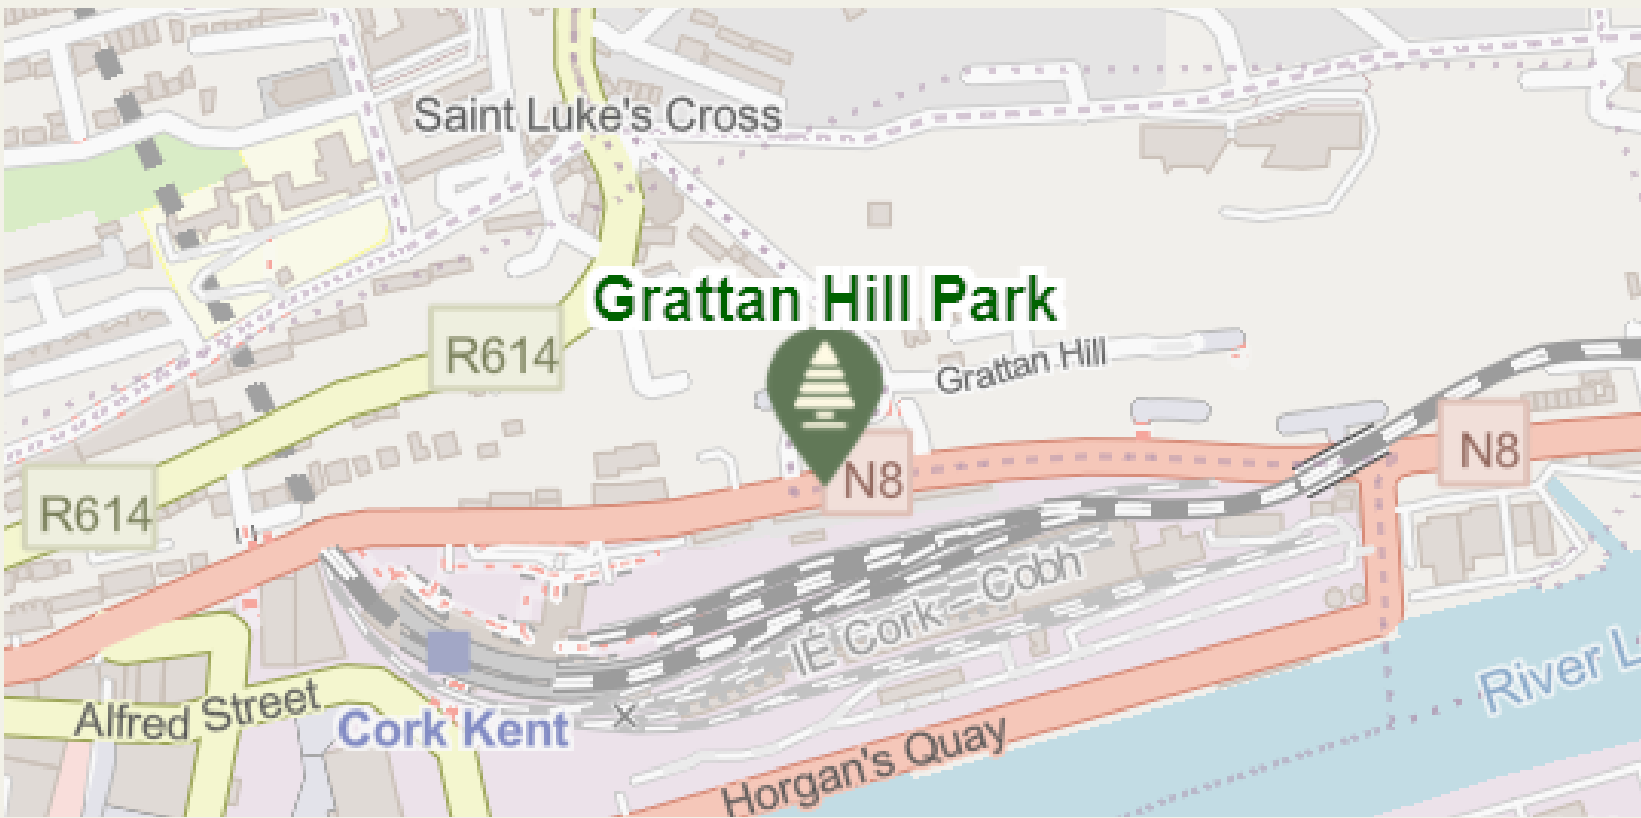 Saint Luke's Cross
Grattan Hill Park
R614
Grattan Hill
N8
N8
R614
IÉ Cork – Cobh
River L
Alfred Street
Cork Kent
Horgan's Quay